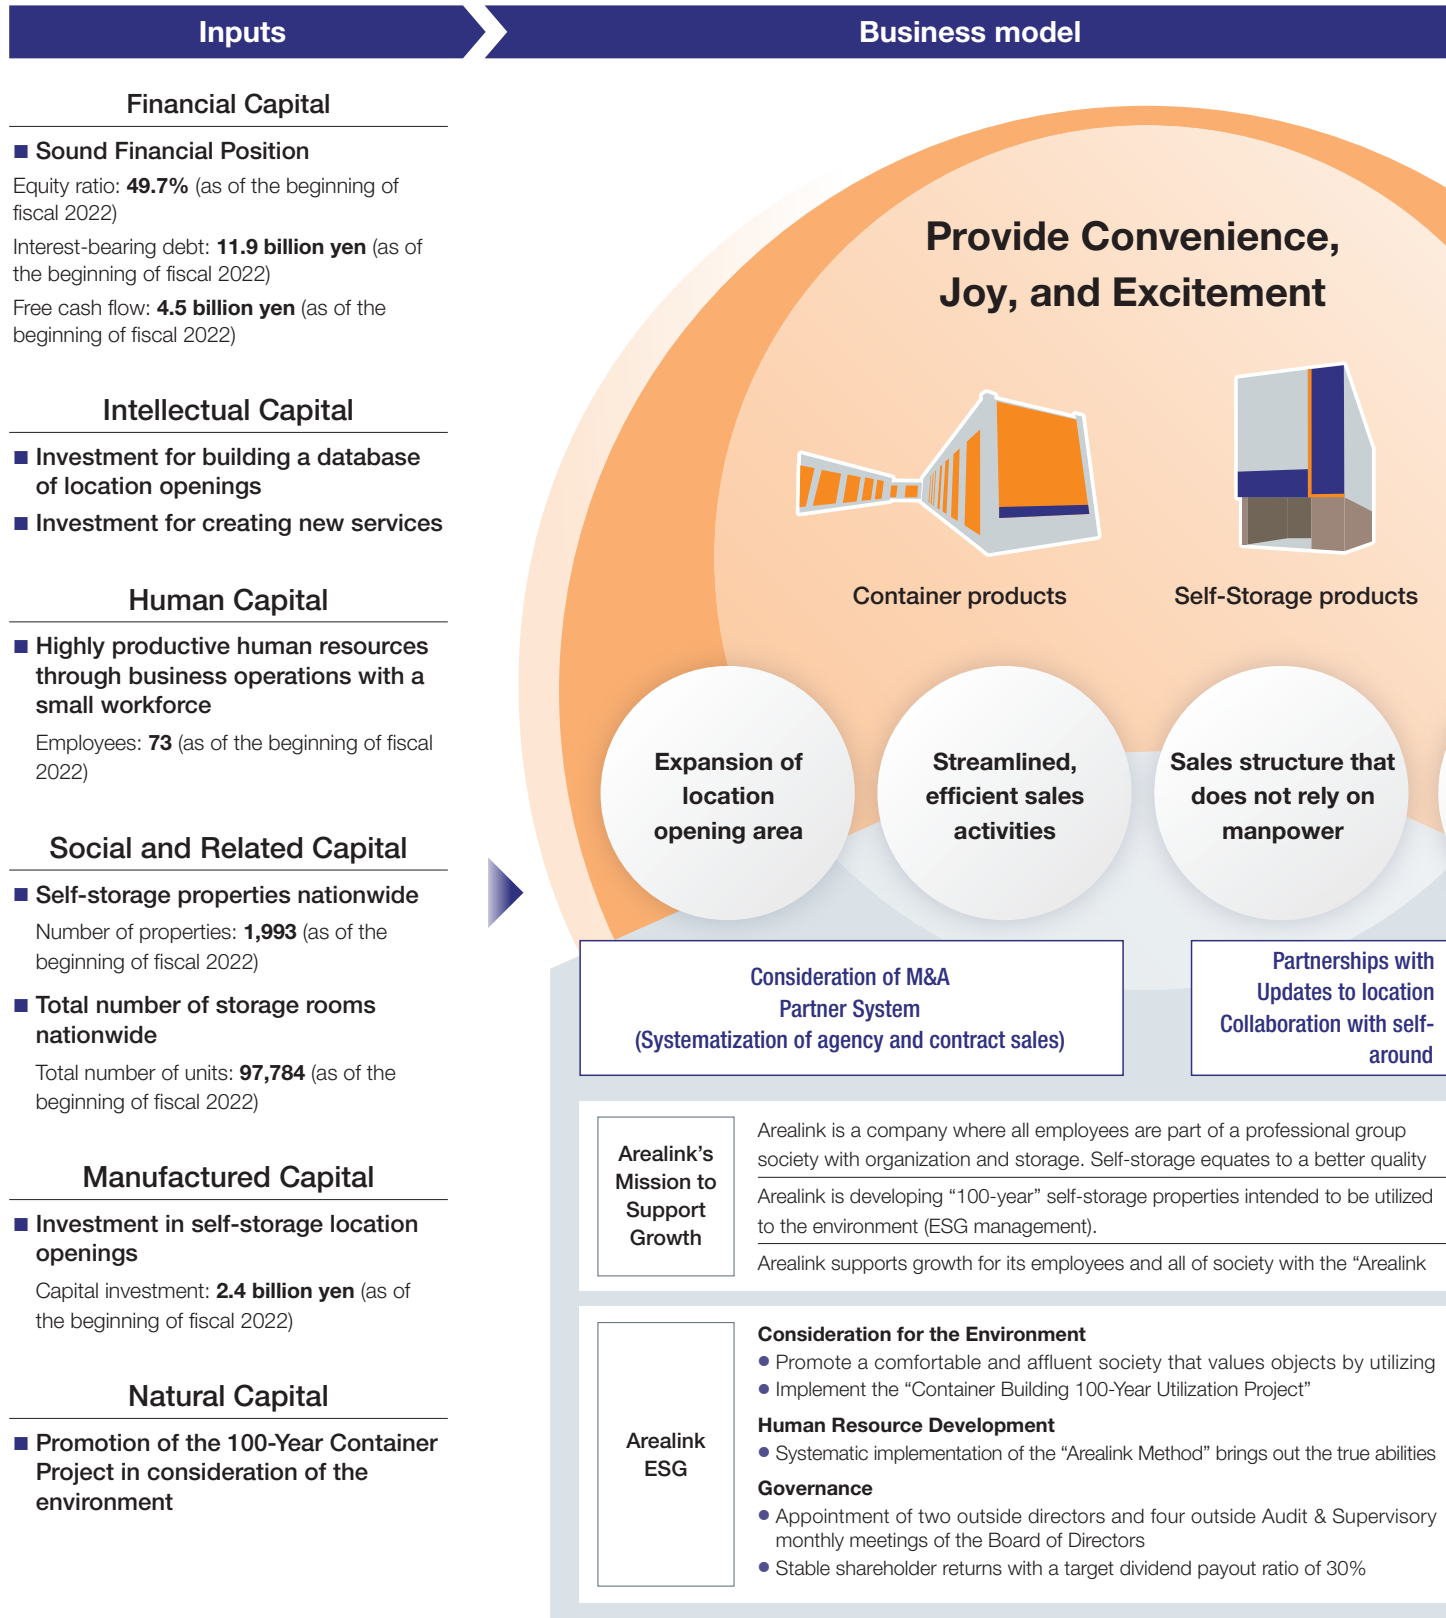 Inputs
Business model
Financial Capital
■ Sound Financial Position
Equity ratio: 49.7% (as of the beginning of
fiscal 2022)
Interest-bearing debt: 11.9 billion yen (as of
the beginning of fiscal 2022)
Free cash flow: 4.5 billion yen (as of the
beginning of fiscal 2022)
Intellectual Capital
■ Investment for building a database
of location openings
■ Investment for creating new services
Human Capital
■ Highly productive human resources
through business operations with a
small workforce
Employees: 73 (as of the beginning of fiscal
2022)
Social and Related Capital
■ Self-storage properties nationwide
Number of properties: 1,993 (as of the
beginning of fiscal 2022)
■ Total number of storage rooms
nationwide
Total number of units: 97,784 (as of the
beginning of fiscal 2022)
Manufactured Capital
■ Investment in self-storage location
openings
Capital investment: 2.4 billion yen (as of
the beginning of fiscal 2022)
Natural Capital
■ Promotion of the 100-Year Container
Project in consideration of the
environment
Provide Convenience,
Joy, and Excitement
Container products
Self-Storage products
Expansion of
location
opening area
Streamlined,
efficient sales
activities
Sales structure that
does not rely on
manpower
Consideration of M&A
Partner System
(Systematization of agency and contract sales)
Partnerships with
Updates to location
Collaboration with self-
around
Arealink’s
Mission to
Support
Growth
Arealink is a company where all employees are part of a professional group
society with organization and storage. Self-storage equates to a better quality
Arealink is developing “100-year” self-storage properties intended to be utilized
to the environment (ESG management).
Arealink supports growth for its employees and all of society with the “Arealink
Arealink
ESG
Consideration for the Environment
● Promote a comfortable and affluent society that values objects by utilizing
● Implement the “Container Building 100-Year Utilization Project”
Human Resource Development
● Systematic implementation of the “Arealink Method” brings out the true abilities
Governance
● Appointment of two outside directors and four outside Audit & Supervisory
monthly meetings of the Board of Directors
● Stable shareholder returns with a target dividend payout ratio of 30%